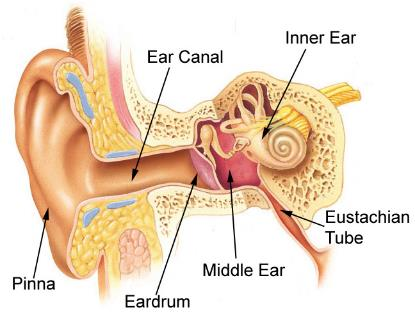 Inner Ear
Ear Canal
Eustachian
Tube
Middle Ear
Pinna
Eardrum